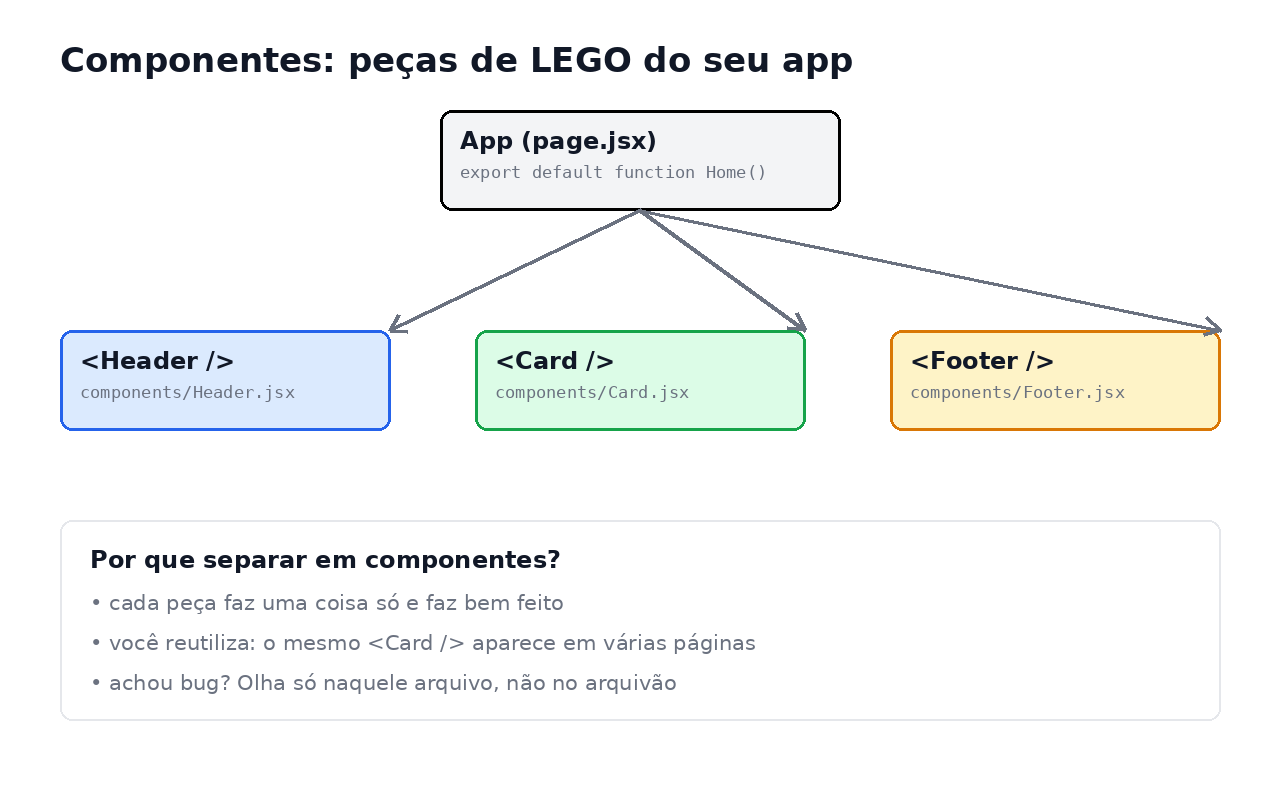 Componentes: peças de LEGO do seu app
App (page.jsx)
export default function Home()
<Header />
components/Header.jsx
<Card />
components/Card.jsx
<Footer />
components/Footer.jsx
Por que separar em componentes?
• cada peça faz uma coisa só e faz bem feito
• você reutiliza: o mesmo <Card /> aparece em várias páginas
• achou bug? Olha só naquele arquivo, não no arquivão